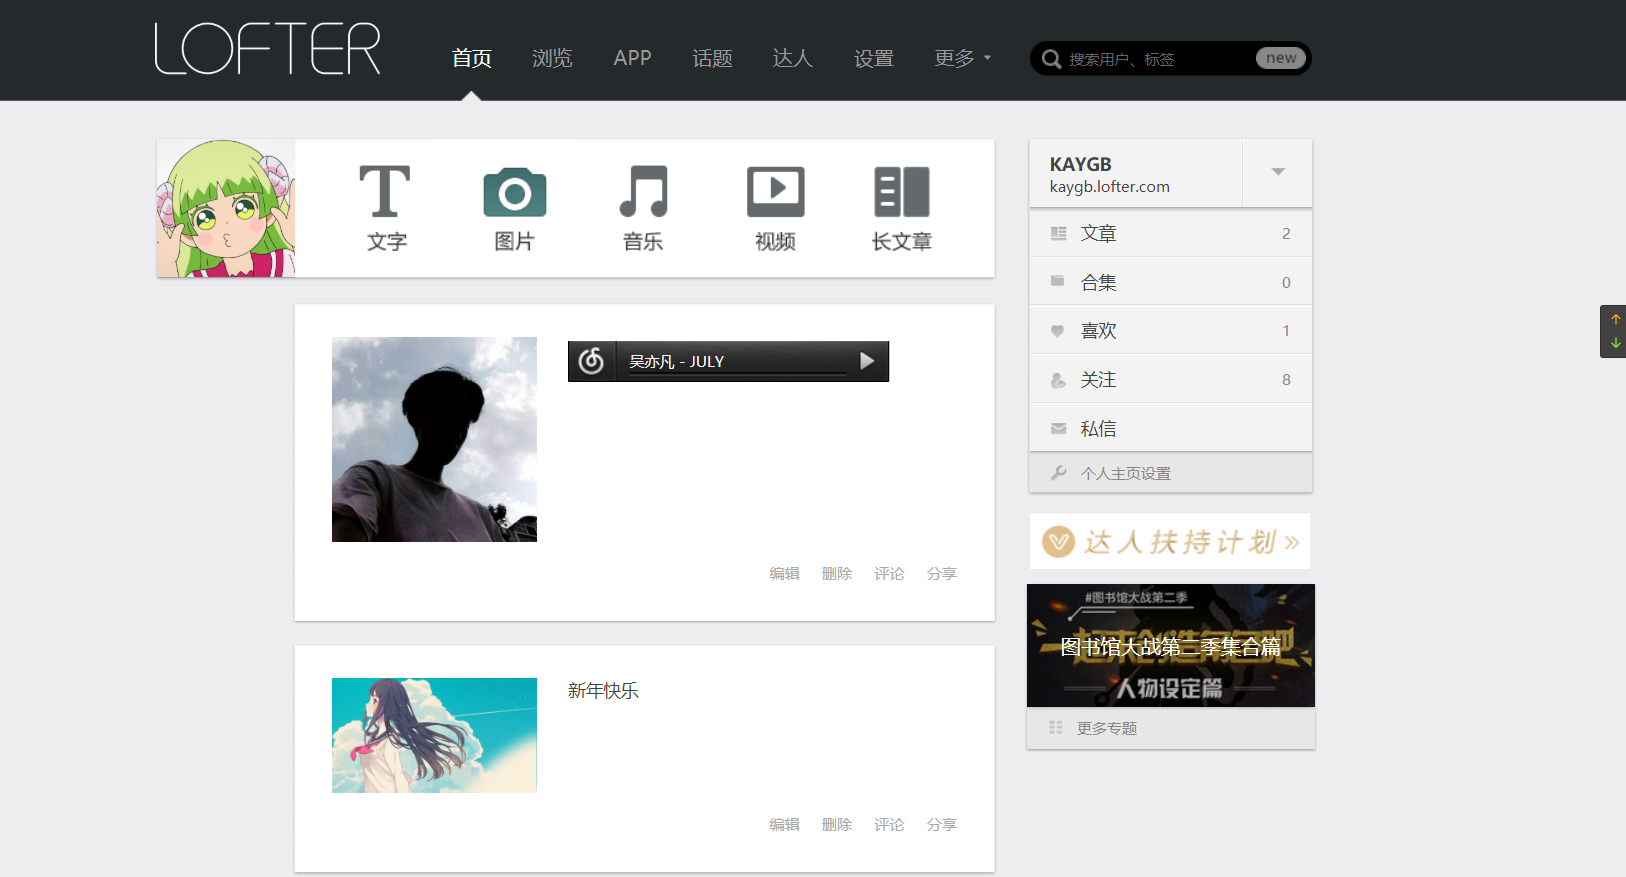 LOFTER
首页 浏览 APP 话题 达人 设置 更多
搜索用户、标签 new
文字 图片 音乐 视频 长文章
吴亦凡 - JULY
编辑 删除 评论 分享
新年快乐
编辑 删除 评论 分享
KAYGB
kaygb.lofter.com
文章 2
合集 0
喜欢 1
关注 8
私信
个人主页设置
达人扶持计划 »
#图书馆大战第二季
图书馆大战第二季集合篇
人物设定篇
更多专题